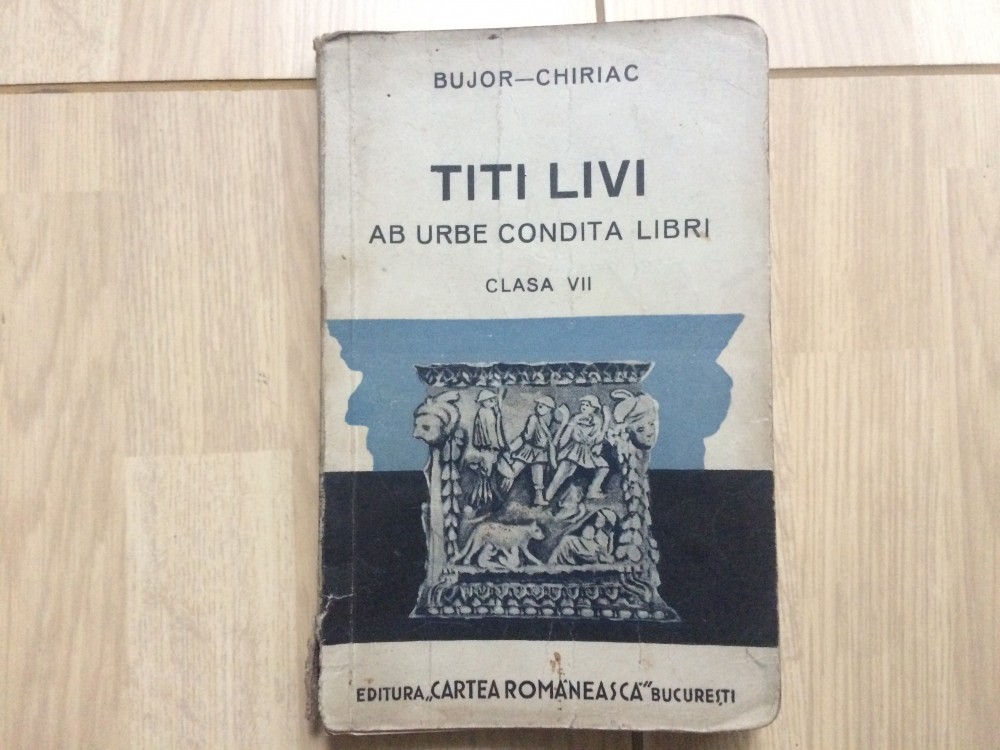 BUJOR—CHIRIAC
TITI LIVI
AB URBE CONDITA LIBRI
CLASA VII
EDITURA „CARTEA ROMÂNEASCĂ" BUCUREȘTI